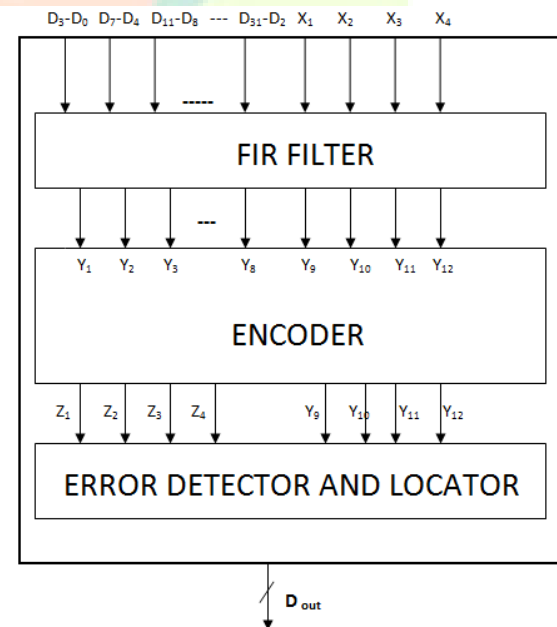 D₃-D₀ D₇-D₄ D₁₁-D₈ --- D₃₁-D₂ X₁ X₂ X₃ X₄
-----
FIR FILTER
---
Y₁ Y₂ Y₃ Y₈ Y₉ Y₁₀ Y₁₁ Y₁₂
ENCODER
Z₁ Z₂ Z₃ Z₄ Y₉ Y₁₀ Y₁₁ Y₁₂
ERROR DETECTOR AND LOCATOR
D out